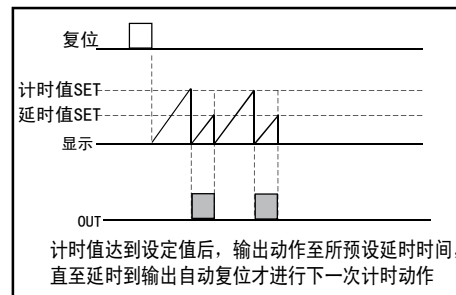 复位
计时值SET
延时值SET
显示
OUT
计时值达到设定值后，输出动作至所预设延时时间，
直至延时到输出自动复位才进行下一次计时动作